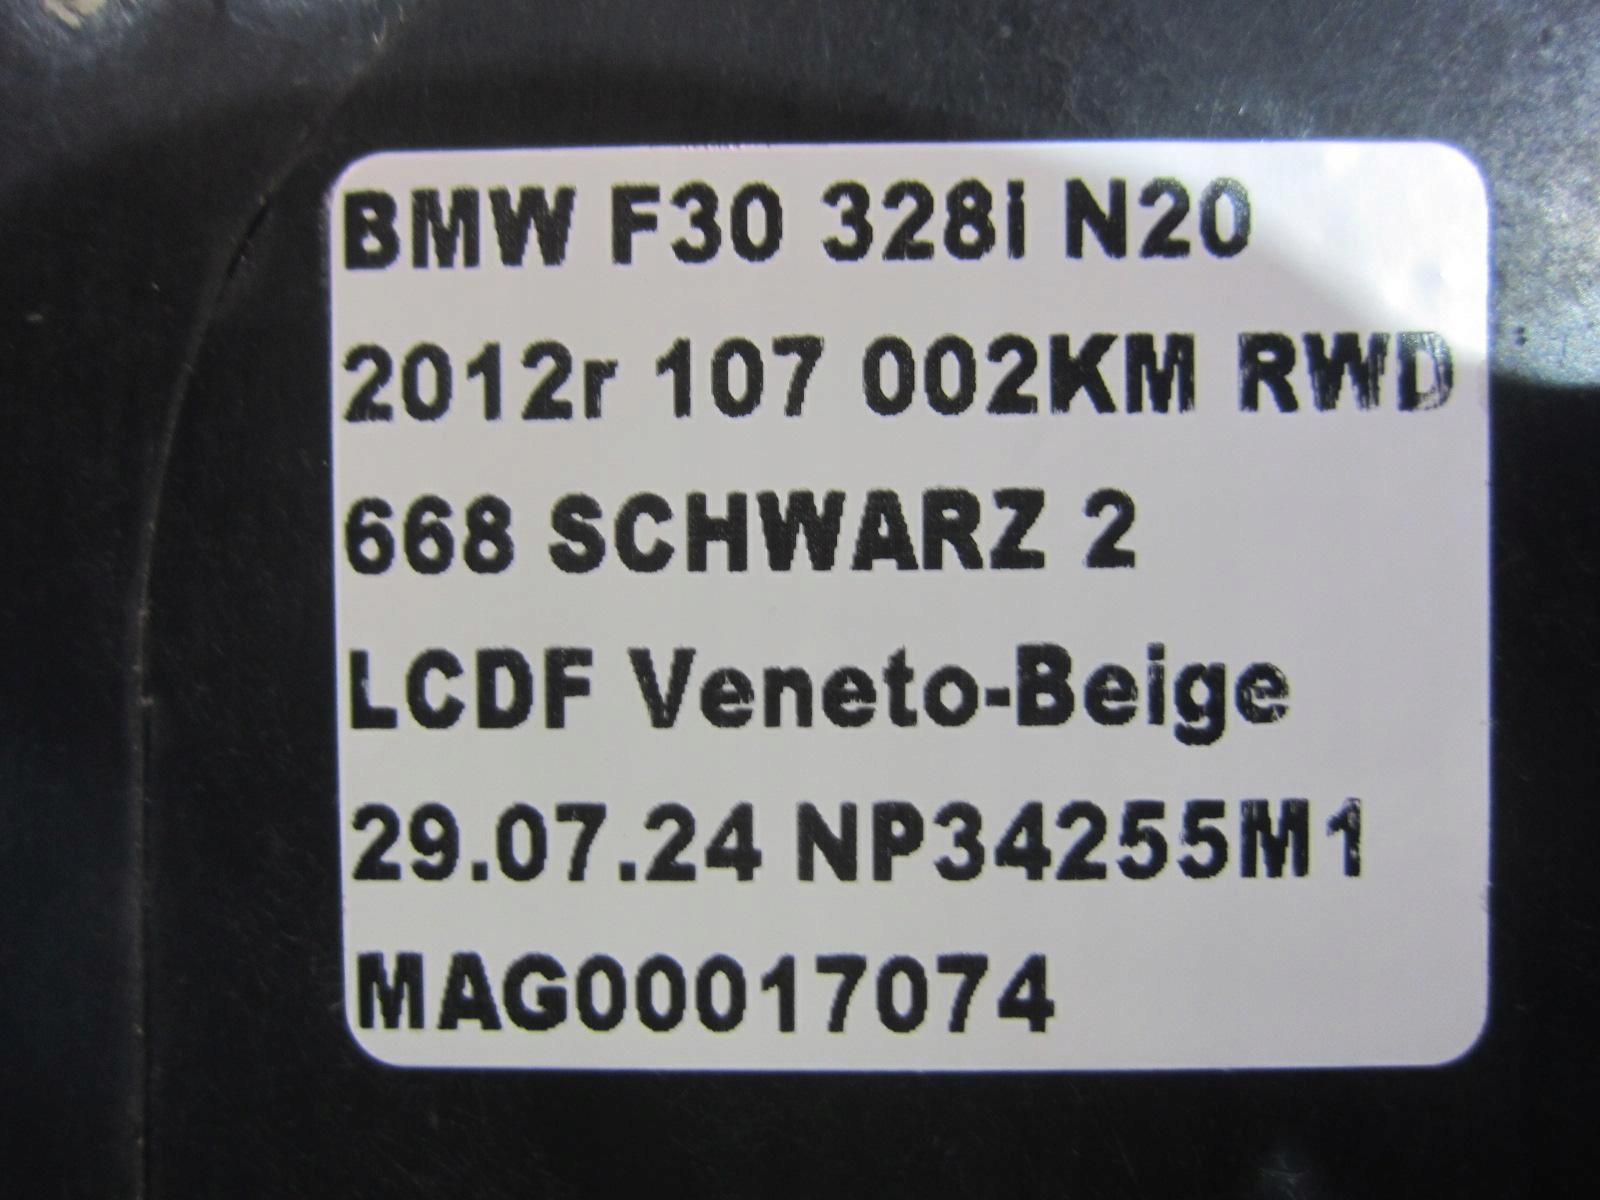 BMW F30 328i N20
2012r 107 002KM RWD
668 SCHWARZ 2
LCDF Veneto-Beige
29.07.24 NP34255M1
MAG00017074